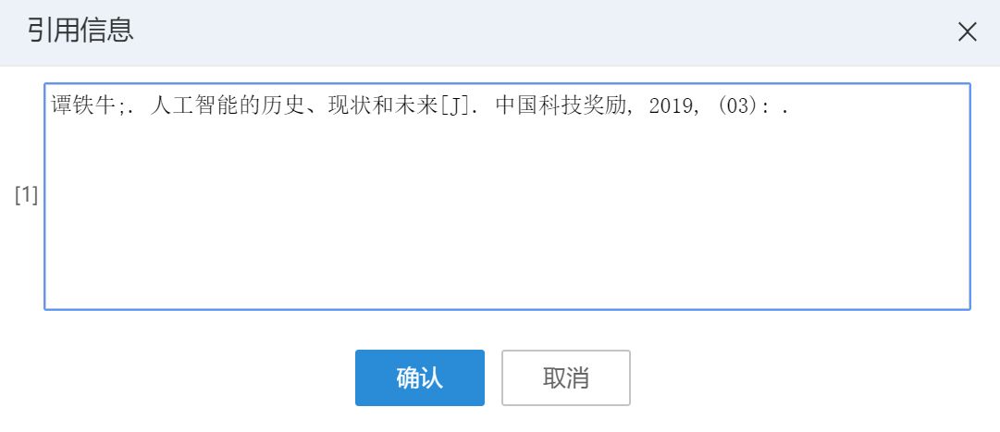 引用信息
谭铁牛;. 人工智能的历史、现状和未来[J]. 中国科技奖励, 2019, (03): .
[1]
确认
取消